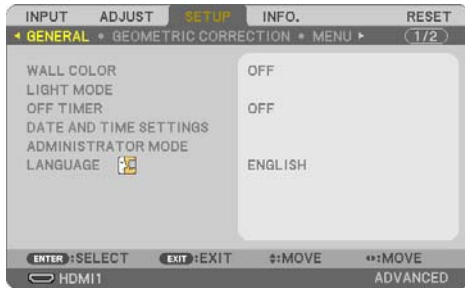 INPUT ADJUST SETUP INFO. RESET
GENERAL • GEOMETRIC CORRECTION • MENU 1/2
WALL COLOR OFF
LIGHT MODE
OFF TIMER OFF
DATE AND TIME SETTINGS
ADMINISTRATOR MODE
LANGUAGE ENGLISH
ENTER :SELECT EXIT :EXIT :MOVE :MOVE
HDMI1 ADVANCED